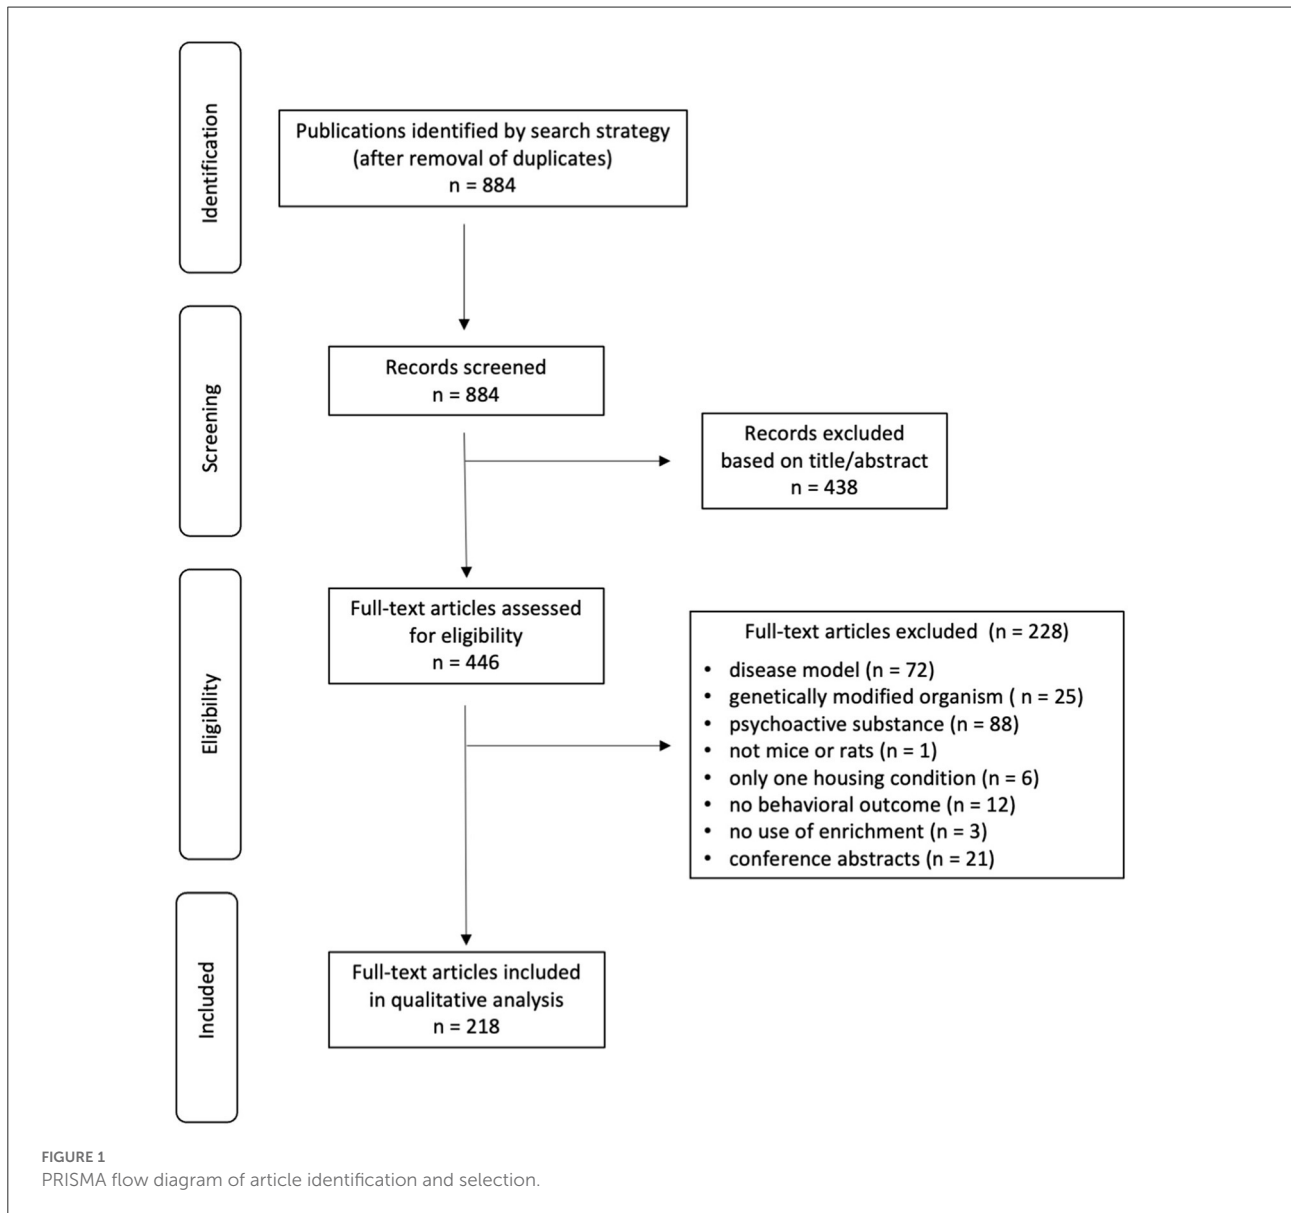 Identification
Publications identified by search strategy
(after removal of duplicates)
n = 884
Screening
Records screened
n = 884
Records excluded
based on title/abstract
n = 438
Eligibility
Full-text articles assessed
for eligibility
n = 446
Full-text articles excluded (n = 228)
• disease model (n = 72)
• genetically modified organism ( n = 25)
• psychoactive substance (n = 88)
• not mice or rats (n = 1)
• only one housing condition (n = 6)
• no behavioral outcome (n = 12)
• no use of enrichment (n = 3)
• conference abstracts (n = 21)
Included
Full-text articles included
in qualitative analysis
n = 218
FIGURE 1
PRISMA flow diagram of article identification and selection.